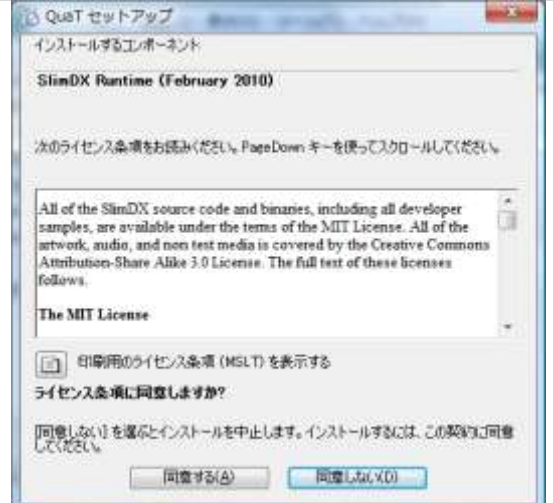 QuaT セットアップ
インストールするコンポーネント
SlimDX Runtime (February 2010)
次のライセンス条項をお読みください。PageDown キーを使ってスクロールしてください。
All of the SlimDX source code and binaries, including all developer
samples, are available under the terms of the MIT License. All of the
artwork, audio, and non text media is covered by the Creative Commons
Attribution-Share Alike 3.0 License. The full text of these licenses
follows.
The MIT License
印刷用のライセンス条項 (MSLT) を表示する
ライセンス条項に同意しますか?
[同意しない] を選ぶとインストールを中止します。インストールするには、この契約に同意
してください。
同意する(A)
同意しない(D)